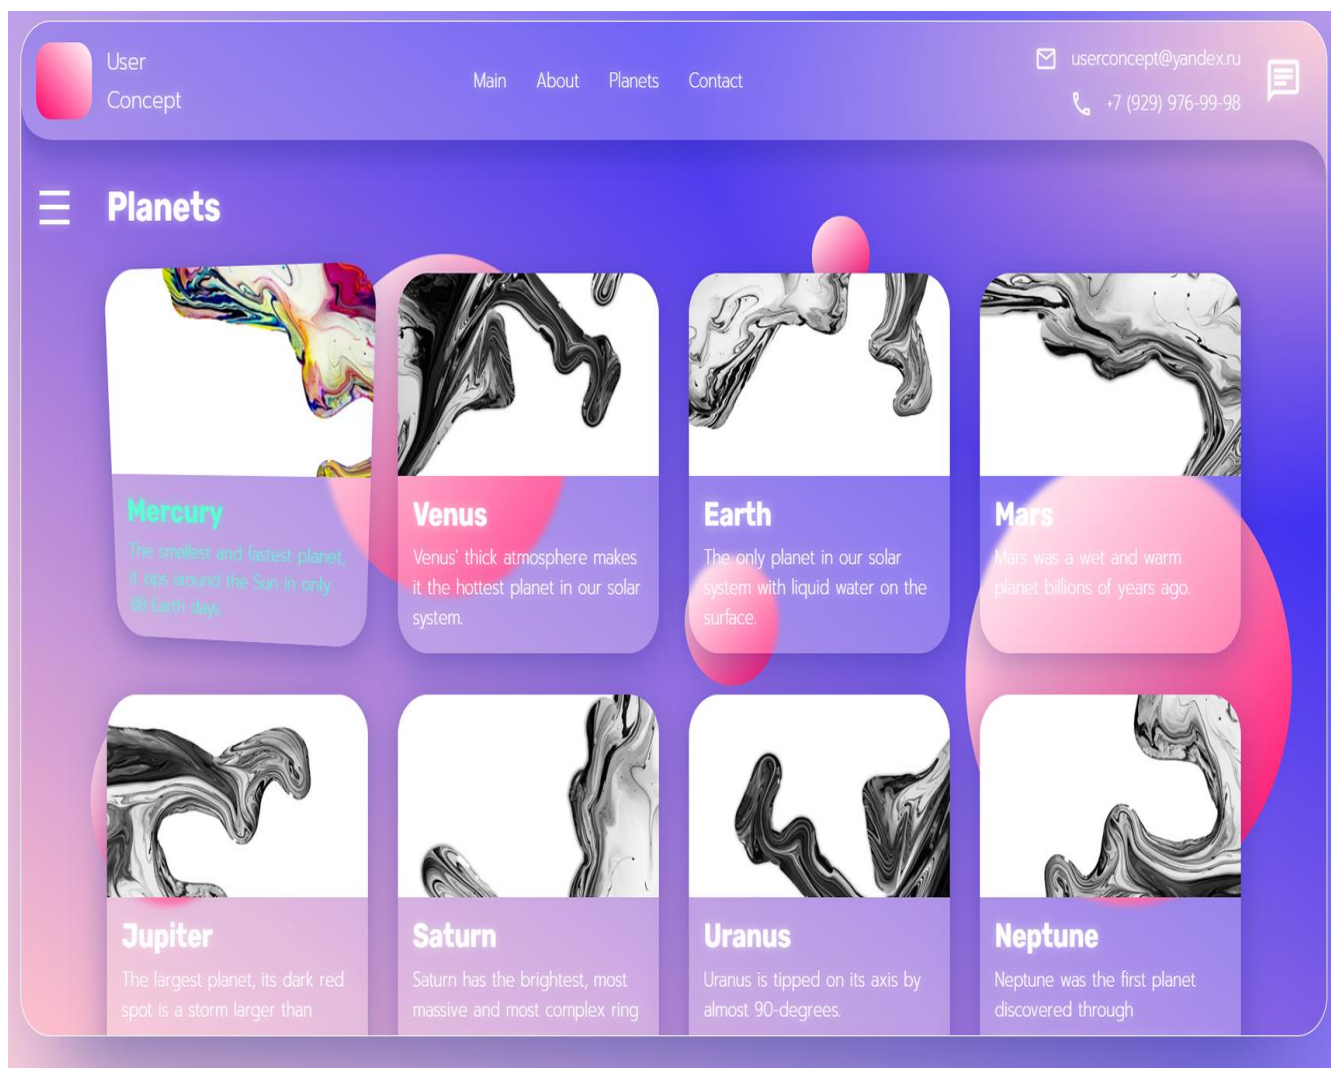 User
Concept
Main
About
Planets
Contact
userconcept@yandex.ru
+7 (929) 976-99-98
Planets
Mercury
The smallest and fastest planet,
it zips around the Sun in only
88 Earth days.
Venus
Venus’ thick atmosphere makes
it the hottest planet in our solar
system.
Earth
The only planet in our solar
system with liquid water on the
surface.
Mars
Mars was a wet and warm
planet billions of years ago.
Jupiter
The largest planet, its dark red
spot is a storm larger than
Saturn
Saturn has the brightest, most
massive and most complex ring
Uranus
Uranus is tipped on its axis by
almost 90-degrees.
Neptune
Neptune was the first planet
discovered through